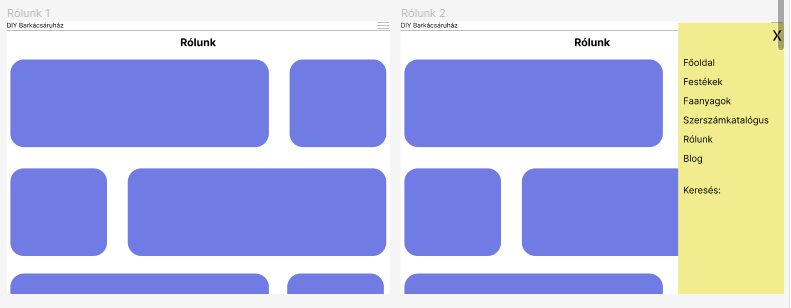 Rólunk 1
DIY Barkácsáruház
Rólunk
Rólunk 2
DIY Barkácsáruház
Rólunk
X
Főoldal
Festékek
Faanyagok
Szerszámkatalógus
Rólunk
Blog
Keresés: